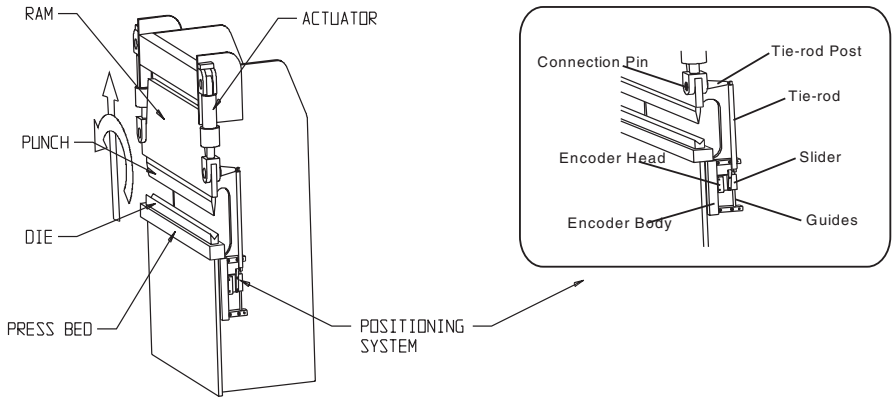 RAM
ACTUATOR
PUNCH
DIE
PRESS BED
POSITIONING
SYSTEM
Connection Pin
Tie-rod Post
Tie-rod
Encoder Head
Slider
Encoder Body
Guides